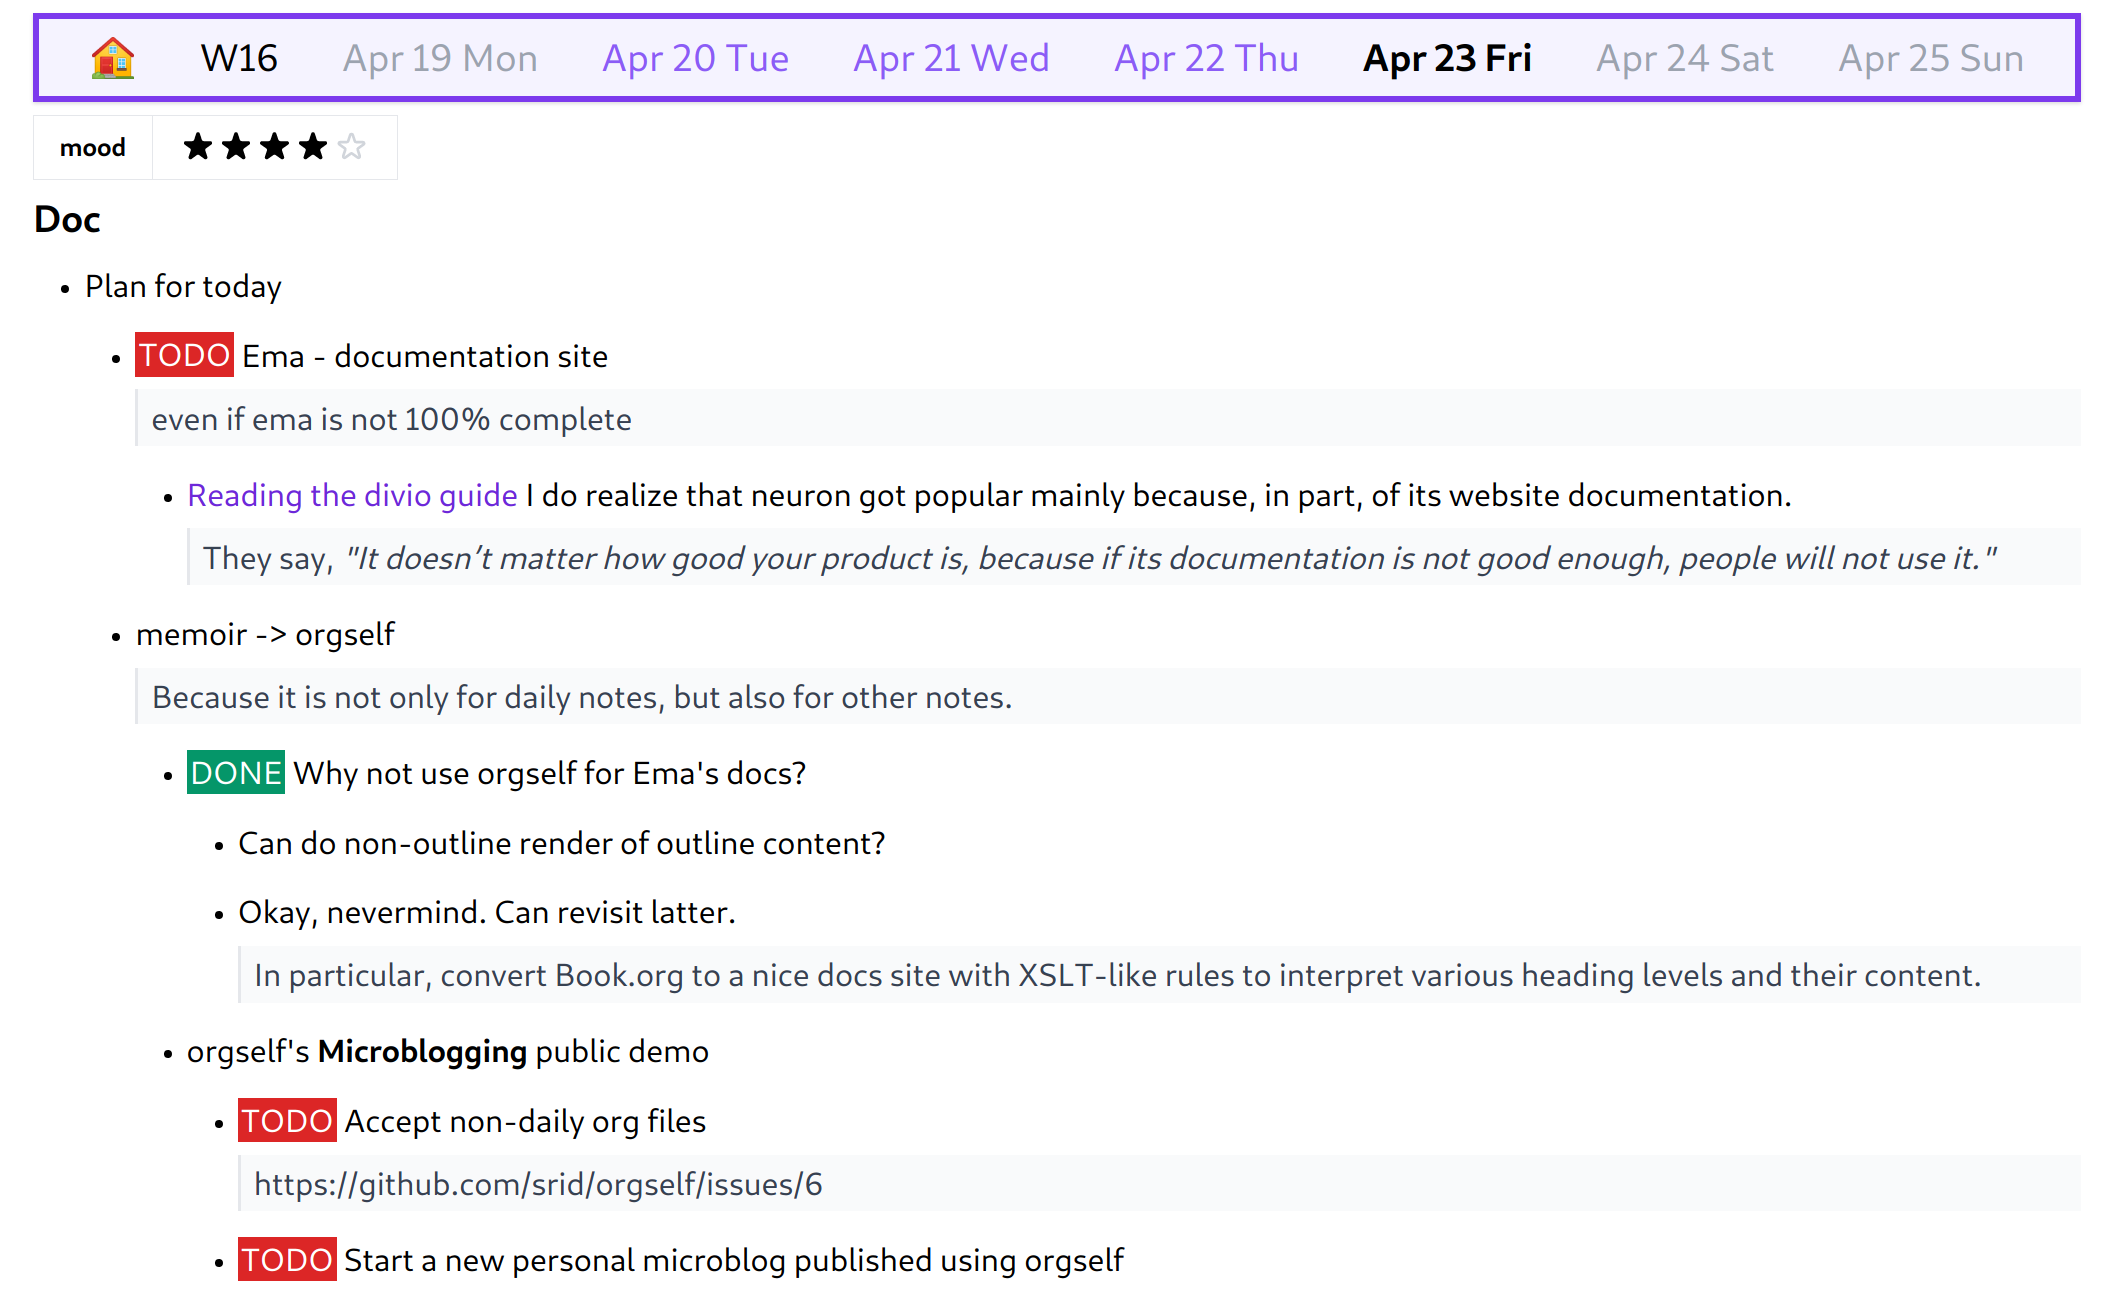 W16 Apr 19 Mon Apr 20 Tue Apr 21 Wed Apr 22 Thu Apr 23 Fri Apr 24 Sat Apr 25 Sun
mood
Doc
Plan for today
TODO Ema - documentation site
even if ema is not 100% complete
Reading the divio guide I do realize that neuron got popular mainly because, in part, of its website documentation.
They say, "It doesn’t matter how good your product is, because if its documentation is not good enough, people will not use it."
memoir -> orgself
Because it is not only for daily notes, but also for other notes.
DONE Why not use orgself for Ema's docs?
Can do non-outline render of outline content?
Okay, nevermind. Can revisit latter.
In particular, convert Book.org to a nice docs site with XSLT-like rules to interpret various heading levels and their content.
orgself's Microblogging public demo
TODO Accept non-daily org files
https://github.com/srid/orgself/issues/6
TODO Start a new personal microblog published using orgself